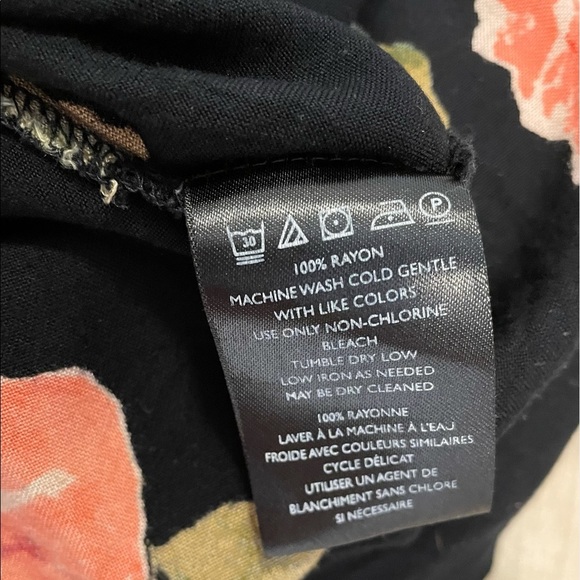 30 P
100% RAYON
MACHINE WASH COLD GENTLE
WITH LIKE COLORS
USE ONLY NON-CHLORINE
BLEACH
TUMBLE DRY LOW
LOW IRON AS NEEDED
MAY BE DRY CLEANED
100% RAYONNE
LAVER À LA MACHINE À L'EAU
FROIDE AVEC COULEURS SIMILAIRES
CYCLE DÉLICAT
UTILISER UN AGENT DE
BLANCHIMENT SANS CHLORE
SI NÉCESSAIRE